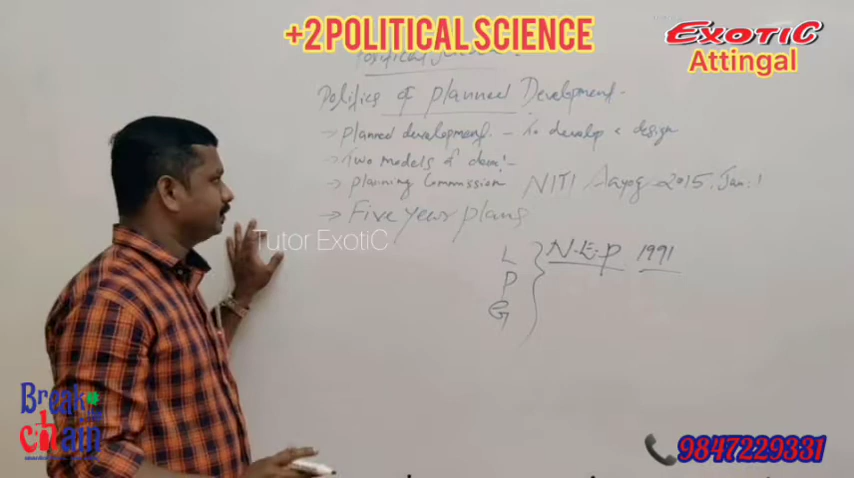 +2 POLITICAL SCIENCE
EXOTIC
Attingal
Politics of planned Development -
→ planned development. - To develop a design
→ Two models of devm! -
→ planning Commission NITI Aayog 2015. Jan. 1
→ Five year plans
L
P
G
N.E.P 1991
Tutor ExotiC
Break
the
chain
9847229331